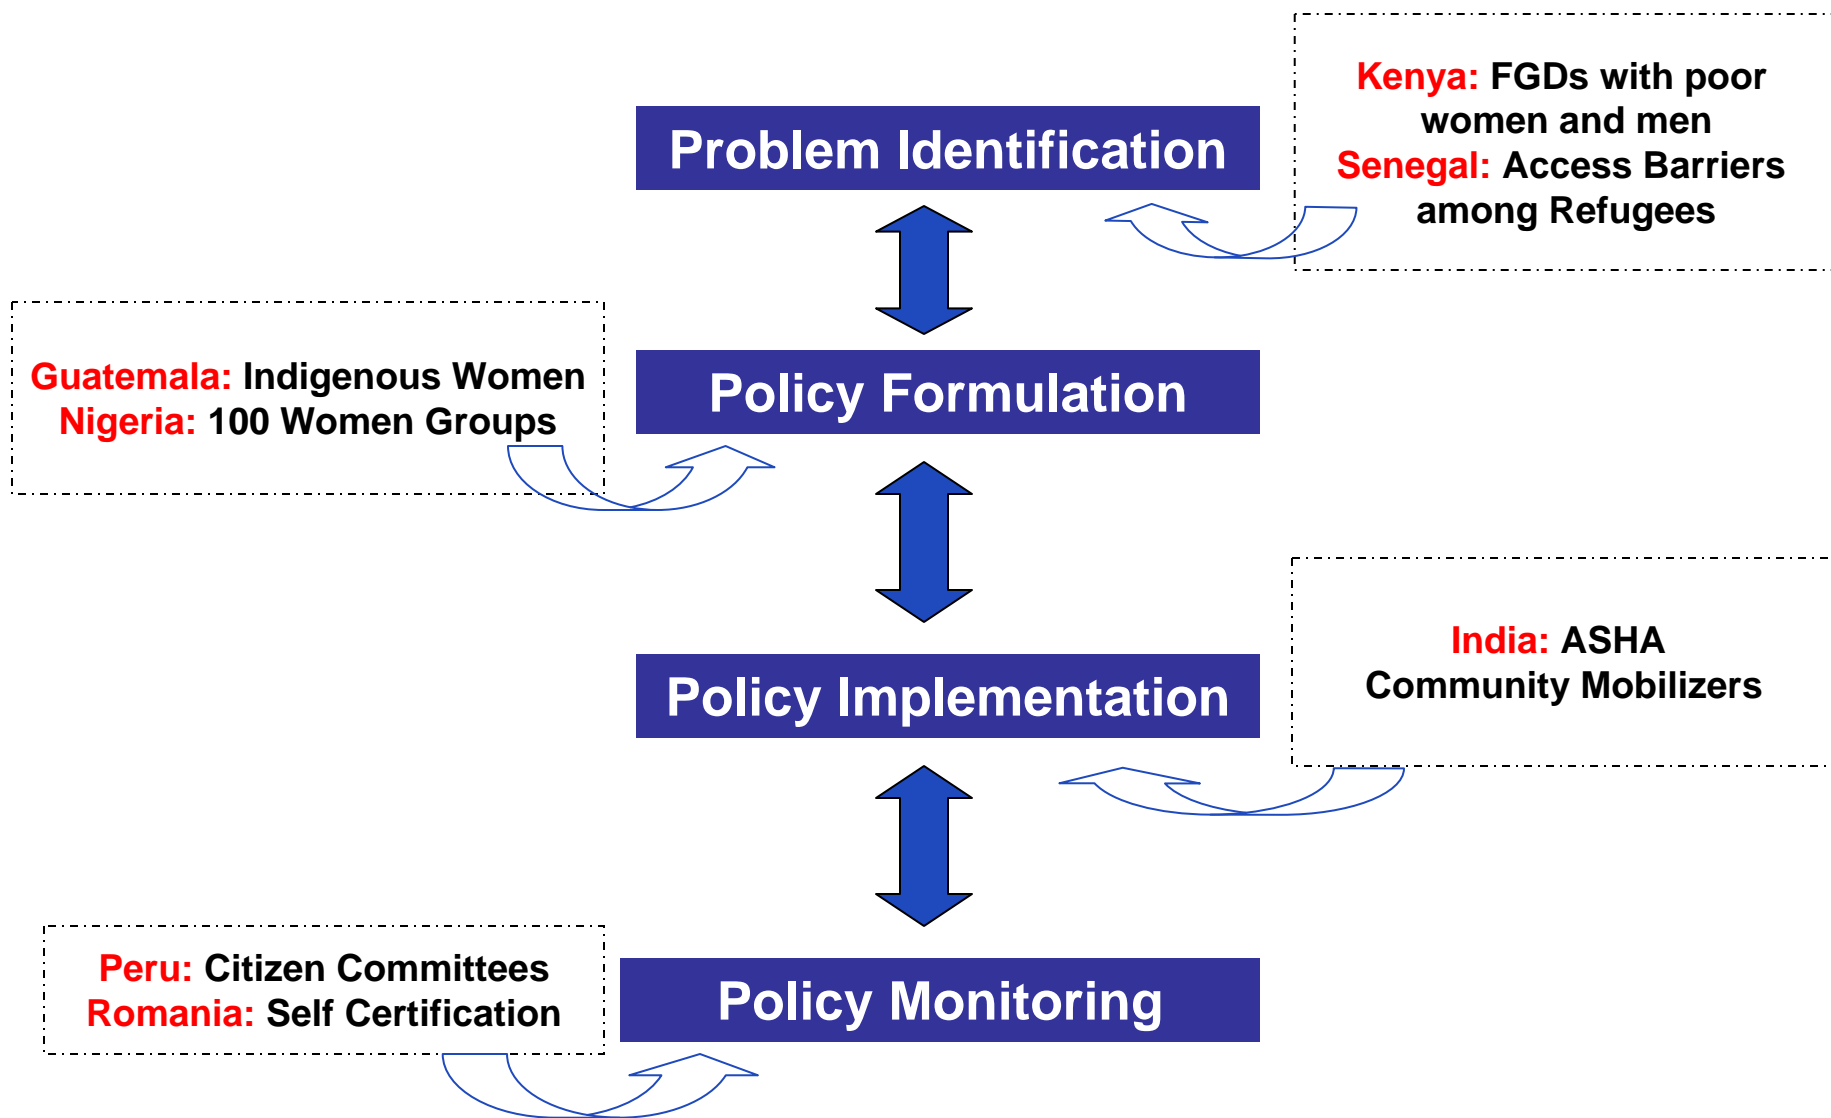 Problem Identification
Kenya: FGDs with poor
women and men
Senegal: Access Barriers
among Refugees
Guatemala: Indigenous Women
Nigeria: 100 Women Groups
Policy Formulation
Policy Implementation
India: ASHA
Community Mobilizers
Peru: Citizen Committees
Romania: Self Certification
Policy Monitoring